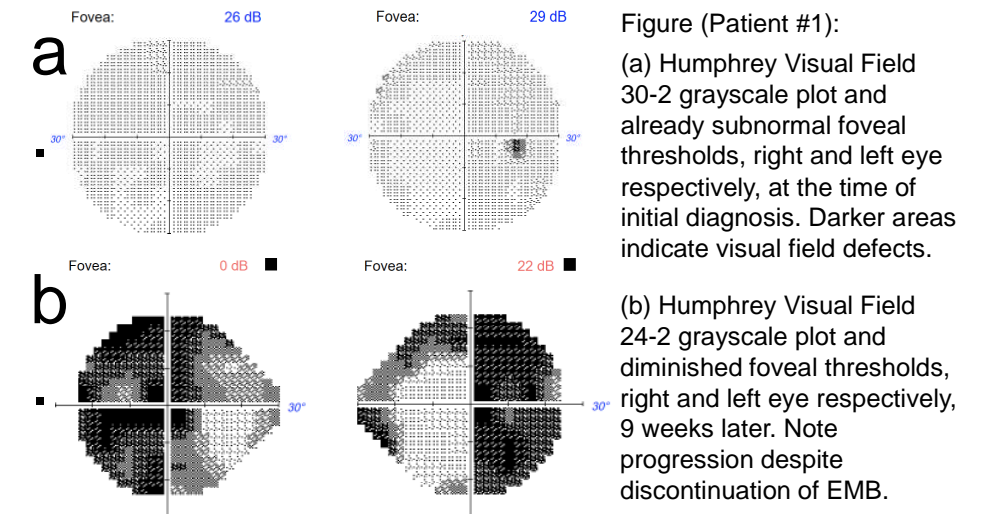 Fovea: 26 dB Fovea: 29 dB
a
30° 30° 30° 30°
Fovea: 0 dB Fovea: 22 dB
b
30° 30°
Figure (Patient #1):
(a) Humphrey Visual Field
30-2 grayscale plot and
already subnormal foveal
thresholds, right and left eye
respectively, at the time of
initial diagnosis. Darker areas
indicate visual field defects.
(b) Humphrey Visual Field
24-2 grayscale plot and
diminished foveal thresholds,
right and left eye respectively,
9 weeks later. Note
progression despite
discontinuation of EMB.